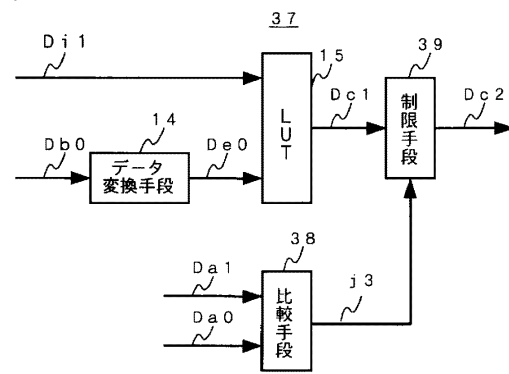 37
Di1
15
39
LUT
Dc1
制限手段
Dc2
14
Db0
データ
変換手段
De0
38
Da1
比較手段
j3
Da0